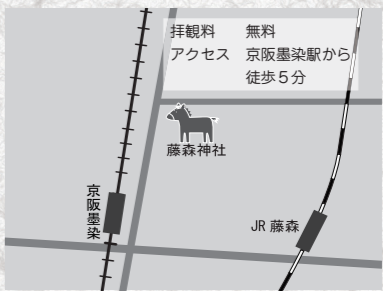 拝観料　無料
アクセス　京阪墨染駅から
徒歩５分
藤森神社
京阪墨染
JR 藤森